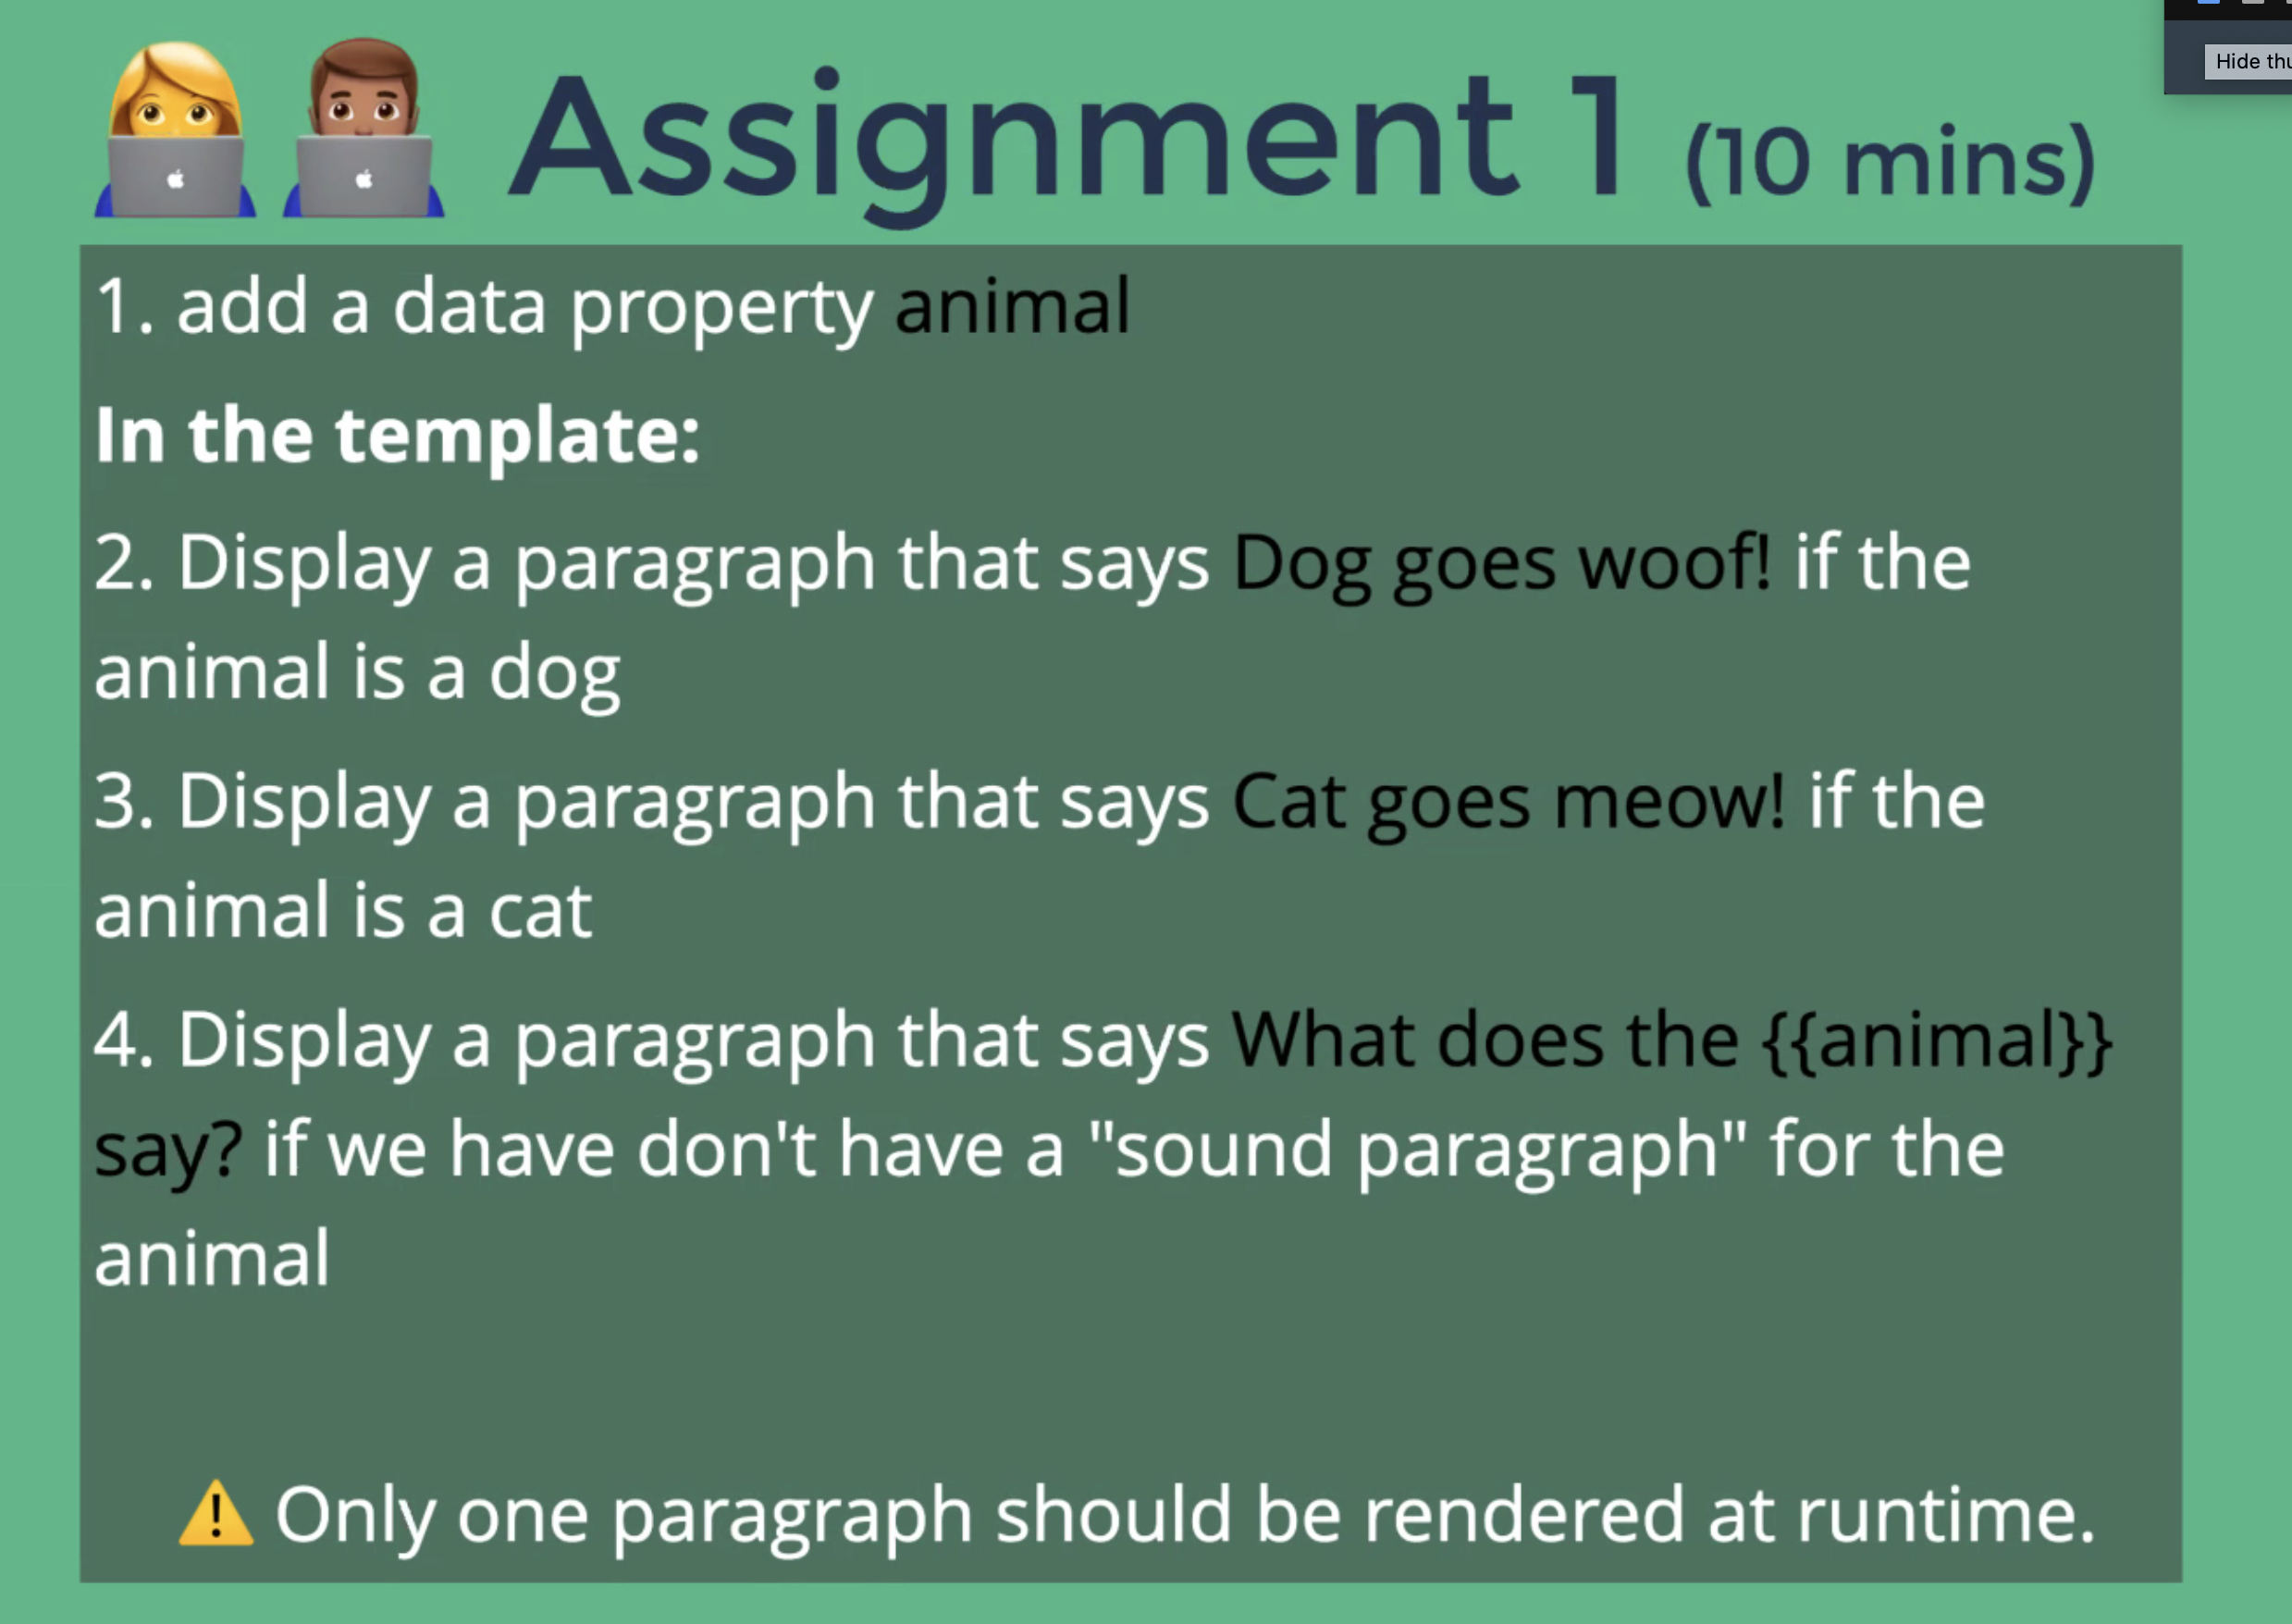 Assignment 1 (10 mins)
Hide thu
1. add a data property animal
In the template:
2. Display a paragraph that says Dog goes woof! if the
animal is a dog
3. Display a paragraph that says Cat goes meow! if the
animal is a cat
4. Display a paragraph that says What does the {{animal}}
say? if we have don't have a "sound paragraph" for the
animal
⚠️ Only one paragraph should be rendered at runtime.